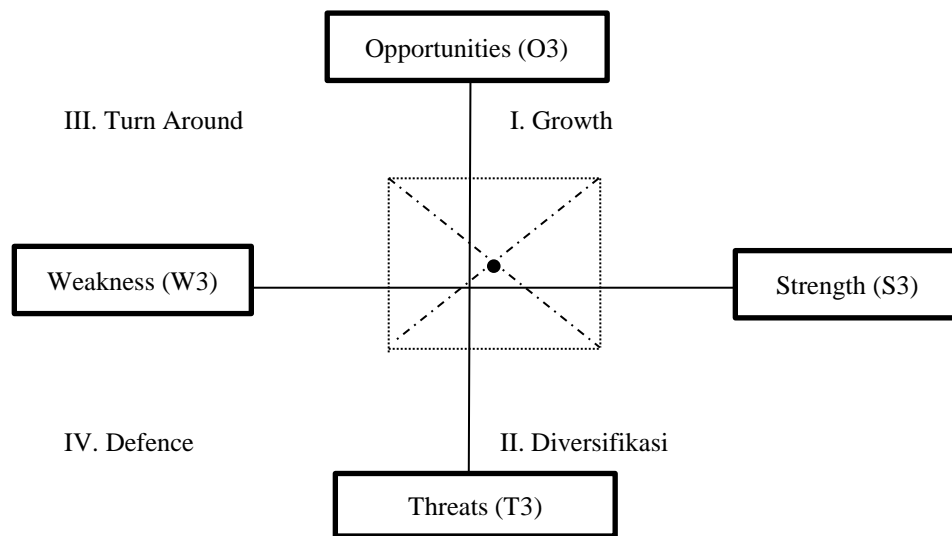 Opportunities (O3)
III. Turn Around
I. Growth
Weakness (W3)
Strength (S3)
IV. Defence
II. Diversifikasi
Threats (T3)